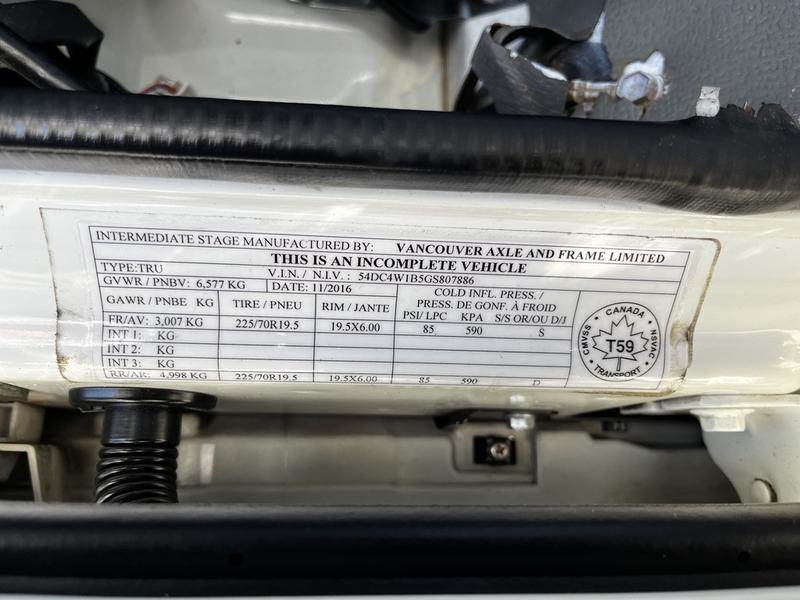 INTERMEDIATE STAGE MANUFACTURED BY: VANCOUVER AXLE AND FRAME LIMITED
THIS IS AN INCOMPLETE VEHICLE
TYPE:TRU V.I.N. / N.I.V. : 54DC4W1B5GS807886
GVWR / PNBV: 6,577 KG DATE: 11/2016
GAWR / PNBE KG TIRE / PNEU RIM / JANTE COLD INFL. PRESS. /
PRESS. DE GONF. À FROID
PSI/ LPC KPA S/S OR/OU D/J
FR/AV: 3,007 KG 225/70R19.5 19.5X6.00 85 590 S
INT 1: KG
INT 2: KG
INT 3: KG
RR/AR: 4,998 KG 225/70R19.5 19.5X6.00 85 590 D
CANADA
CMVSS T59 NSVAC
TRANSPORT